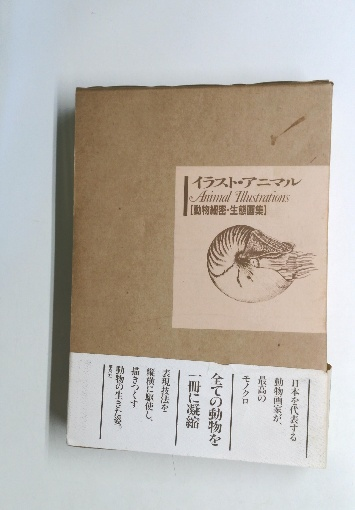 イラスト・アニマル
Animal Illustrations
【動物細密・生態画集】
日本を代表する
動物画家が、
最高の
モノクロ
全ての動物を
一冊に凝縮
表現技法を
縦横に駆使し、
描きつくす
動物の生きた姿。